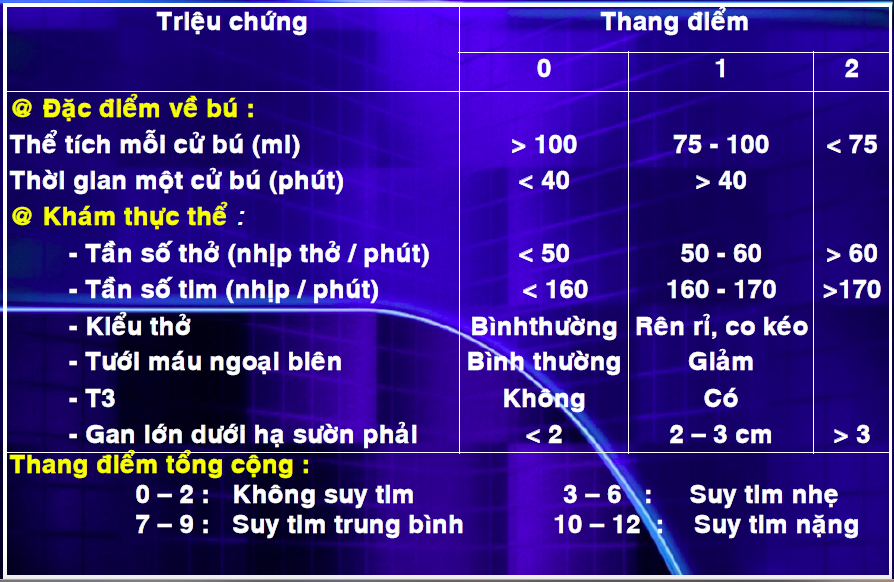 Triệu chứng Thang điểm
0 1 2
@ Đặc điểm về bú :
Thể tích mỗi cử bú (ml) > 100 75 - 100 < 75
Thời gian một cử bú (phút) < 40 > 40
@ Khám thực thể :
- Tần số thở (nhịp thở / phút) < 50 50 - 60 > 60
- Tần số tim (nhịp / phút) < 160 160 - 170 >170
- Kiểu thở Bìnhthường Rên rỉ, co kéo
- Tưới máu ngoại biên Bình thường Giảm
- T3 Không Có
- Gan lớn dưới hạ sườn phải < 2 2 – 3 cm > 3
Thang điểm tổng cộng :
0 – 2 : Không suy tim 3 – 6 : Suy tim nhẹ
7 – 9 : Suy tim trung bình 10 – 12 : Suy tim nặng